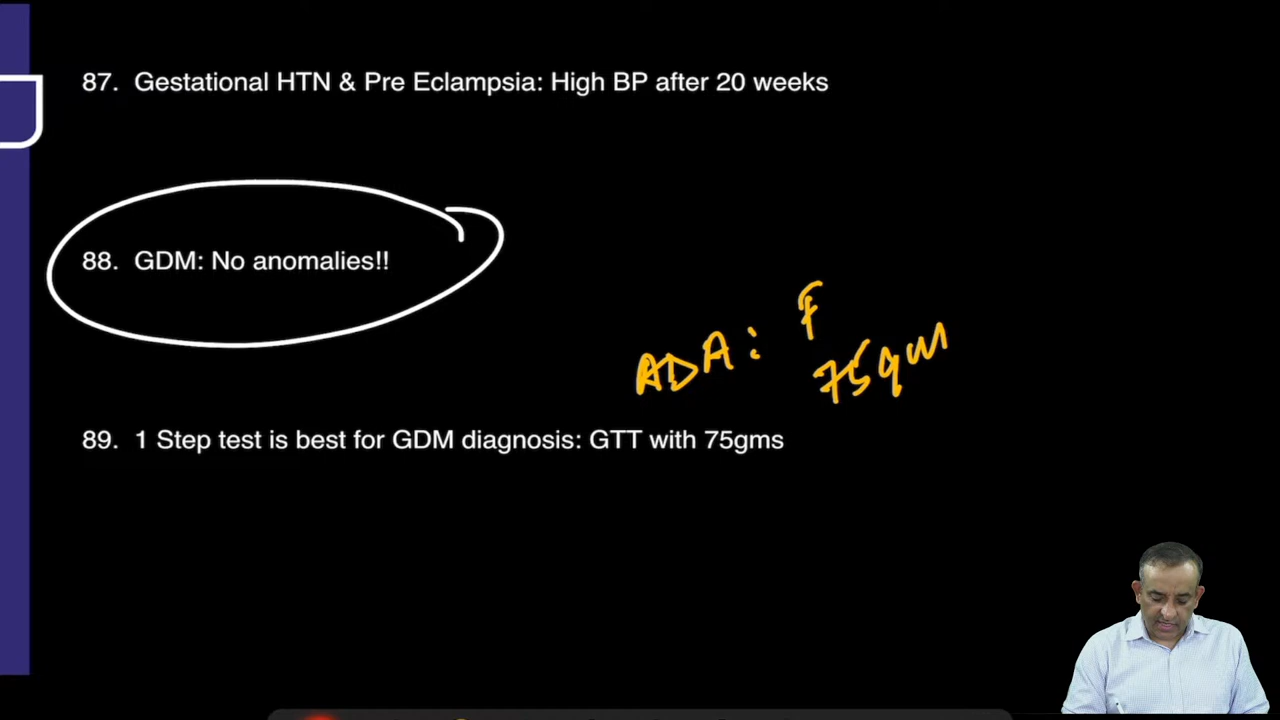 87. Gestational HTN & Pre Eclampsia: High BP after 20 weeks
88. GDM: No anomalies!!
ADA: F
75gm
89. 1 Step test is best for GDM diagnosis: GTT with 75gms